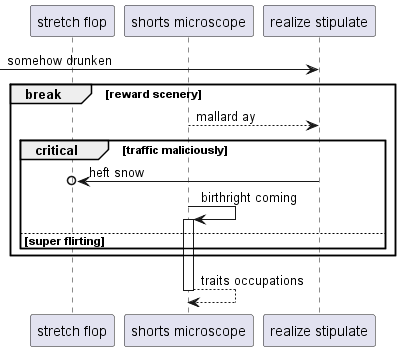 stretch flop
shorts microscope
realize stipulate
somehow drunken
break
[reward scenery]
mallard ay
critical
[traffic maliciously]
heft snow
birthright coming
[super flirting]
traits occupations
stretch flop
shorts microscope
realize stipulate